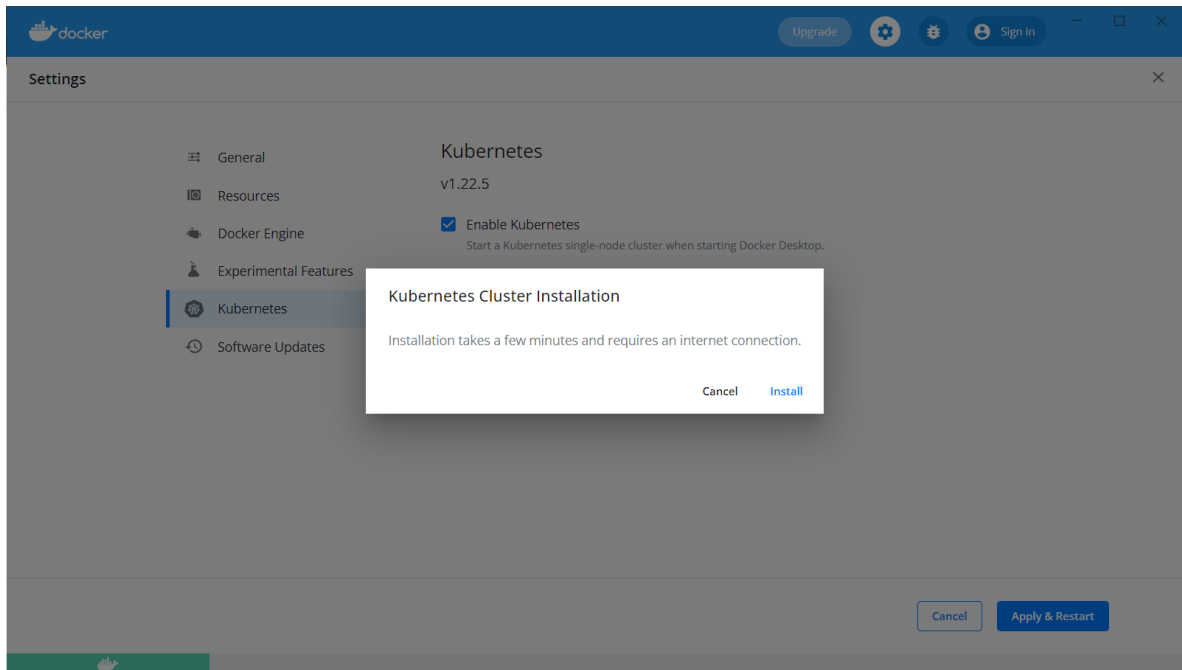 docker
Upgrade
Sign in
Settings
General
Resources
Docker Engine
Experimental Features
Kubernetes
Software Updates
Kubernetes
v1.22.5
Enable Kubernetes
Start a Kubernetes single-node cluster when starting Docker Desktop.
Kubernetes Cluster Installation
Installation takes a few minutes and requires an internet connection.
Cancel Install
Cancel Apply & Restart